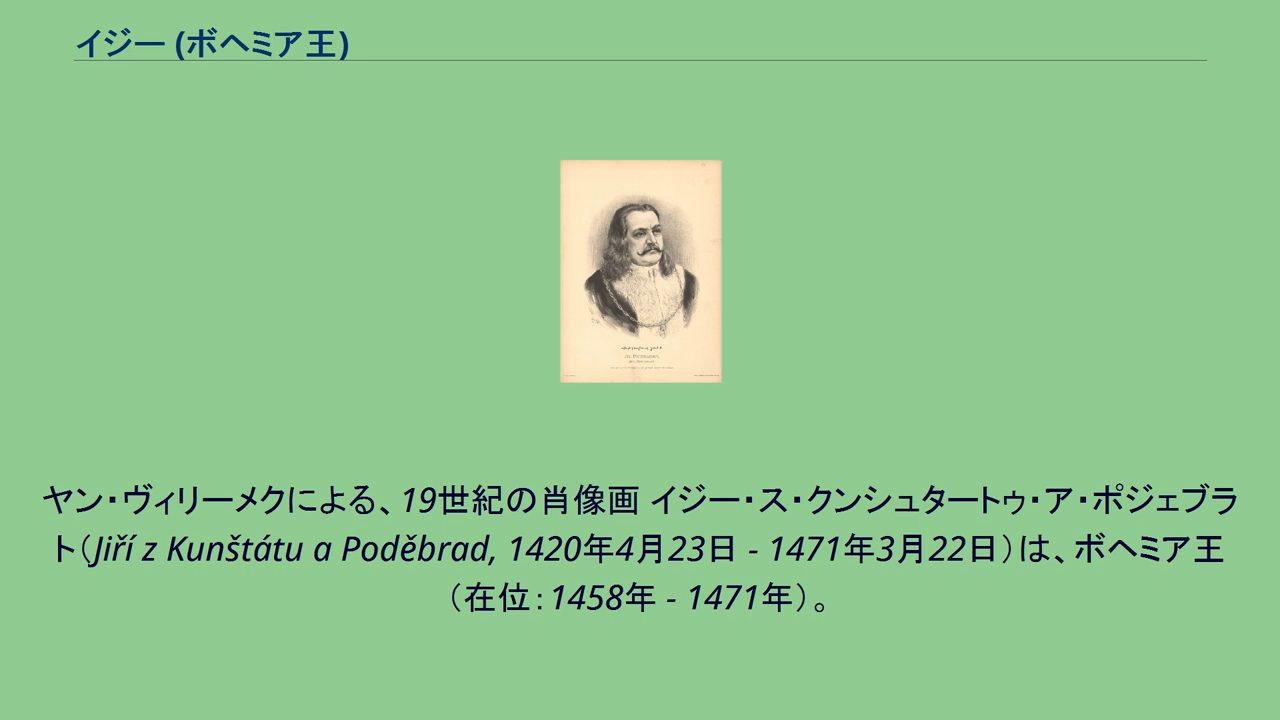 イジー (ボヘミア王)
ヤン・ヴィリーメクによる、19世紀の肖像画 イジー・ス・クンシュタートゥ・ア・ポジェブラ
ト（Jiří z Kunštátu a Poděbrad, 1420年4月23日 - 1471年3月22日）は、ボヘミア王
（在位：1458年 - 1471年）。